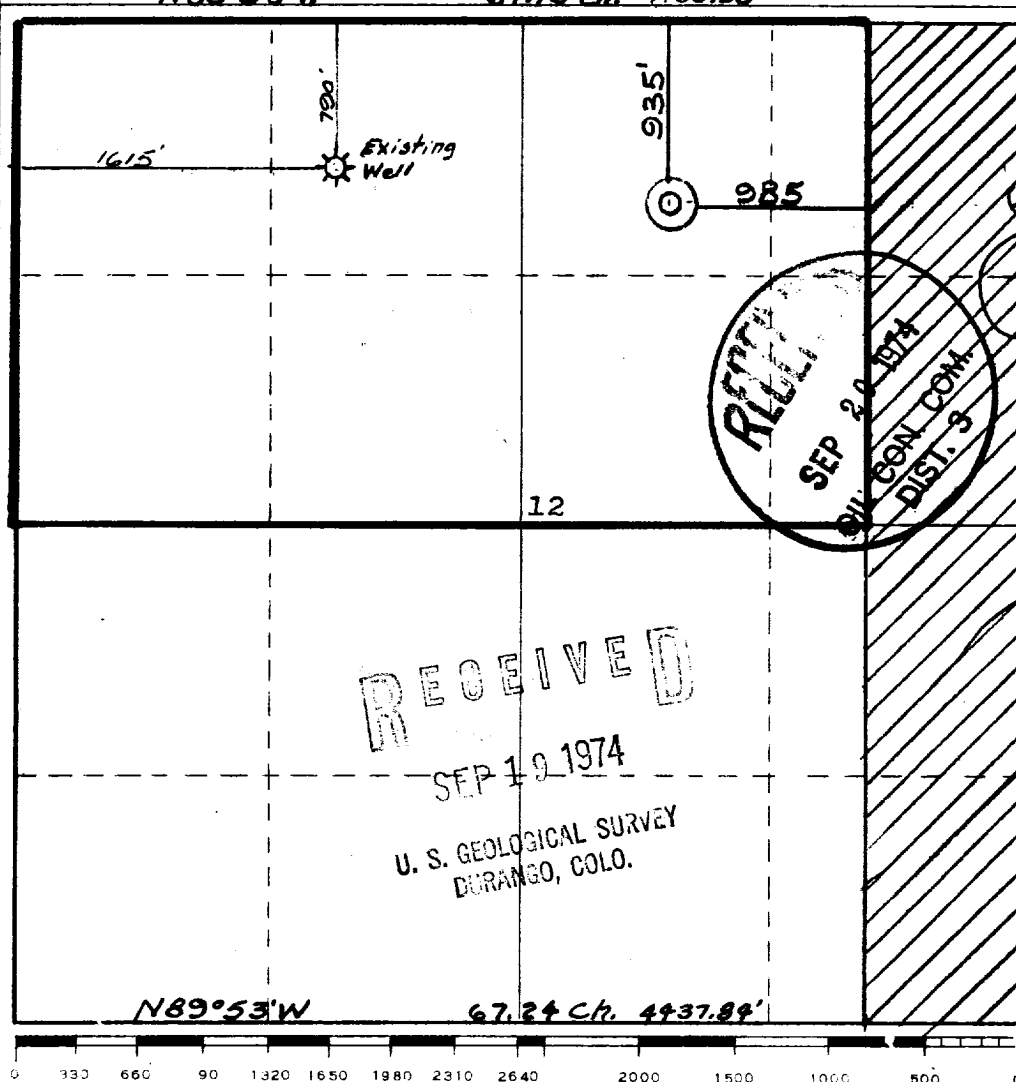 790'
935'
1615'
Existing
Well
985
SEP 20 1974
OIL CON. COM.
DIST. 3
12
RECEIVED
SEP 19 1974
U. S. GEOLOGICAL SURVEY
DURANGO, COLO.
N89°53'W 67.24 Ch. 4437.84'
0 330 660 90 1320 1650 1980 2310 2640 2000 1500 1000 500